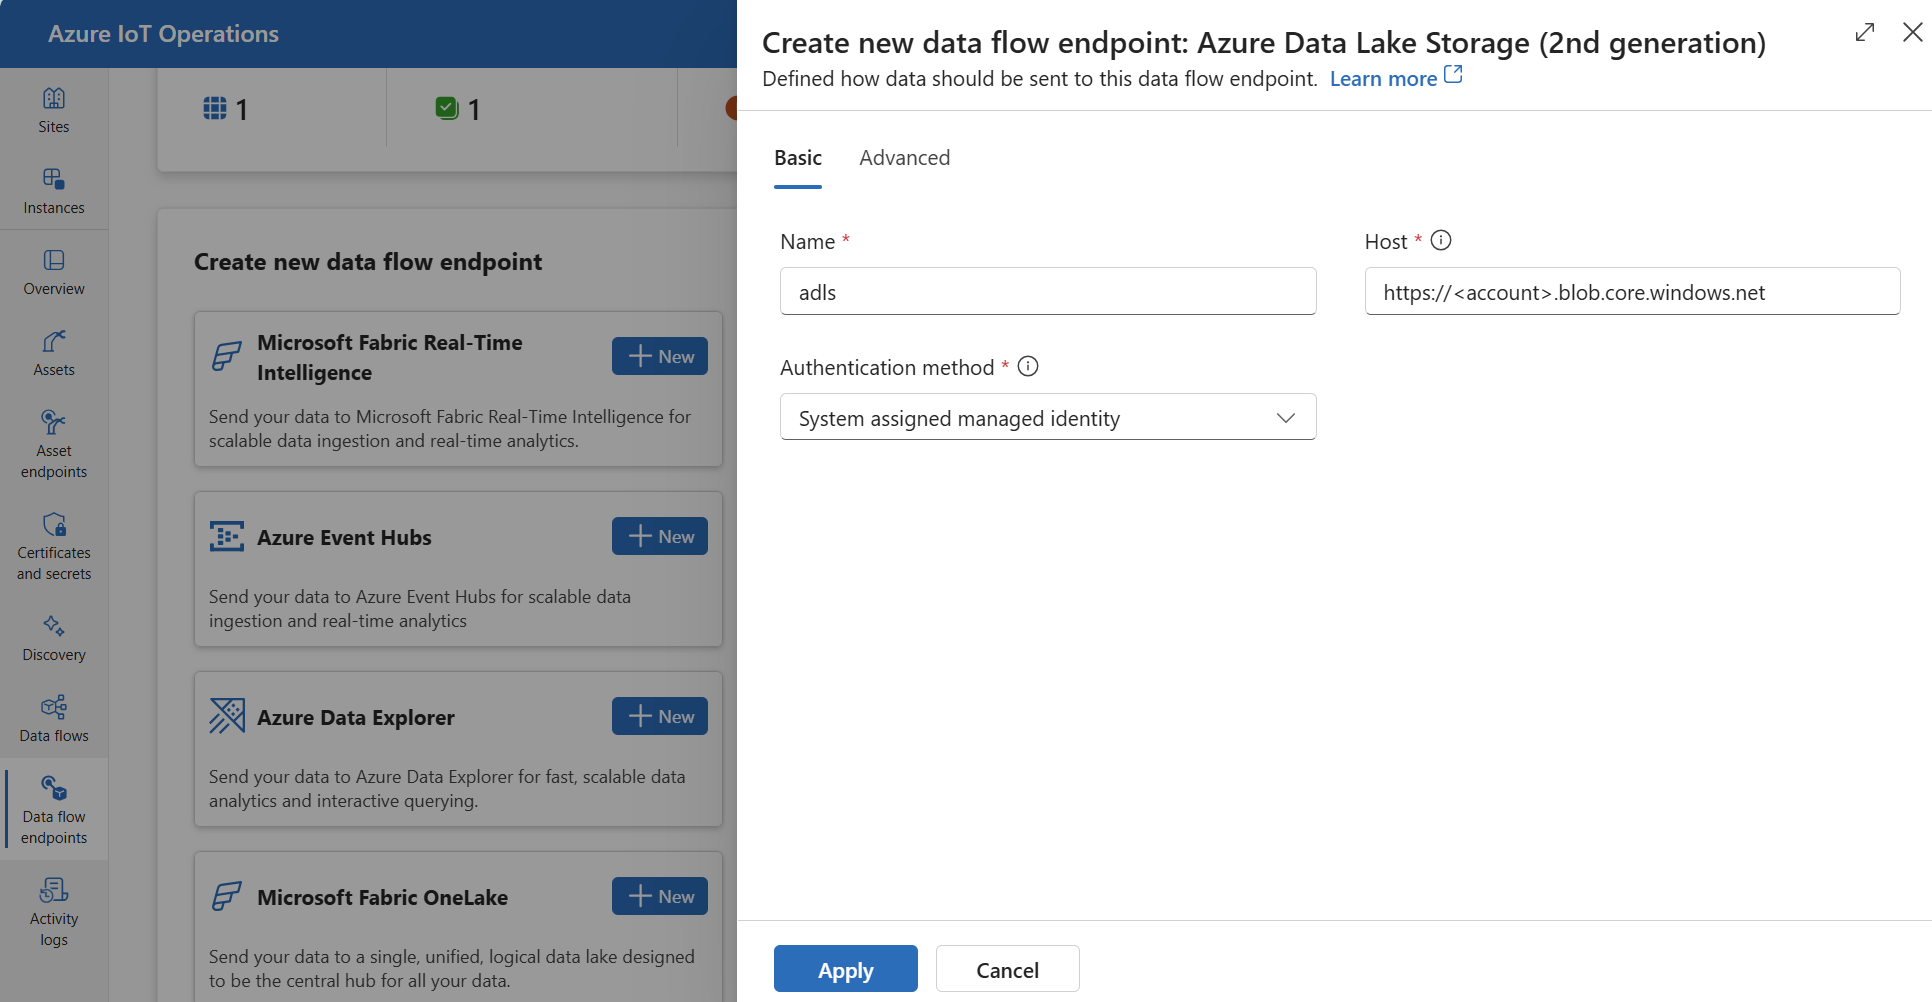 Azure IoT Operations
Sites
Instances
Overview
Assets
Asset
endpoints
Certificates
and secrets
Discovery
Data flows
Data flow
endpoints
Activity
logs
1
1
Create new data flow endpoint
Microsoft Fabric Real-Time
Intelligence
New
Send your data to Microsoft Fabric Real-Time Intelligence for
scalable data ingestion and real-time analytics.
Azure Event Hubs
New
Send your data to Azure Event Hubs for scalable data
ingestion and real-time analytics
Azure Data Explorer
New
Send your data to Azure Data Explorer for fast, scalable data
analytics and interactive querying.
Microsoft Fabric OneLake
New
Send your data to a single, unified, logical data lake designed
to be the central hub for all your data.
Create new data flow endpoint: Azure Data Lake Storage (2nd generation)
Defined how data should be sent to this data flow endpoint. Learn more
Basic Advanced
Name *
adls
Host *
https://<account>.blob.core.windows.net
Authentication method *
System assigned managed identity
Apply Cancel